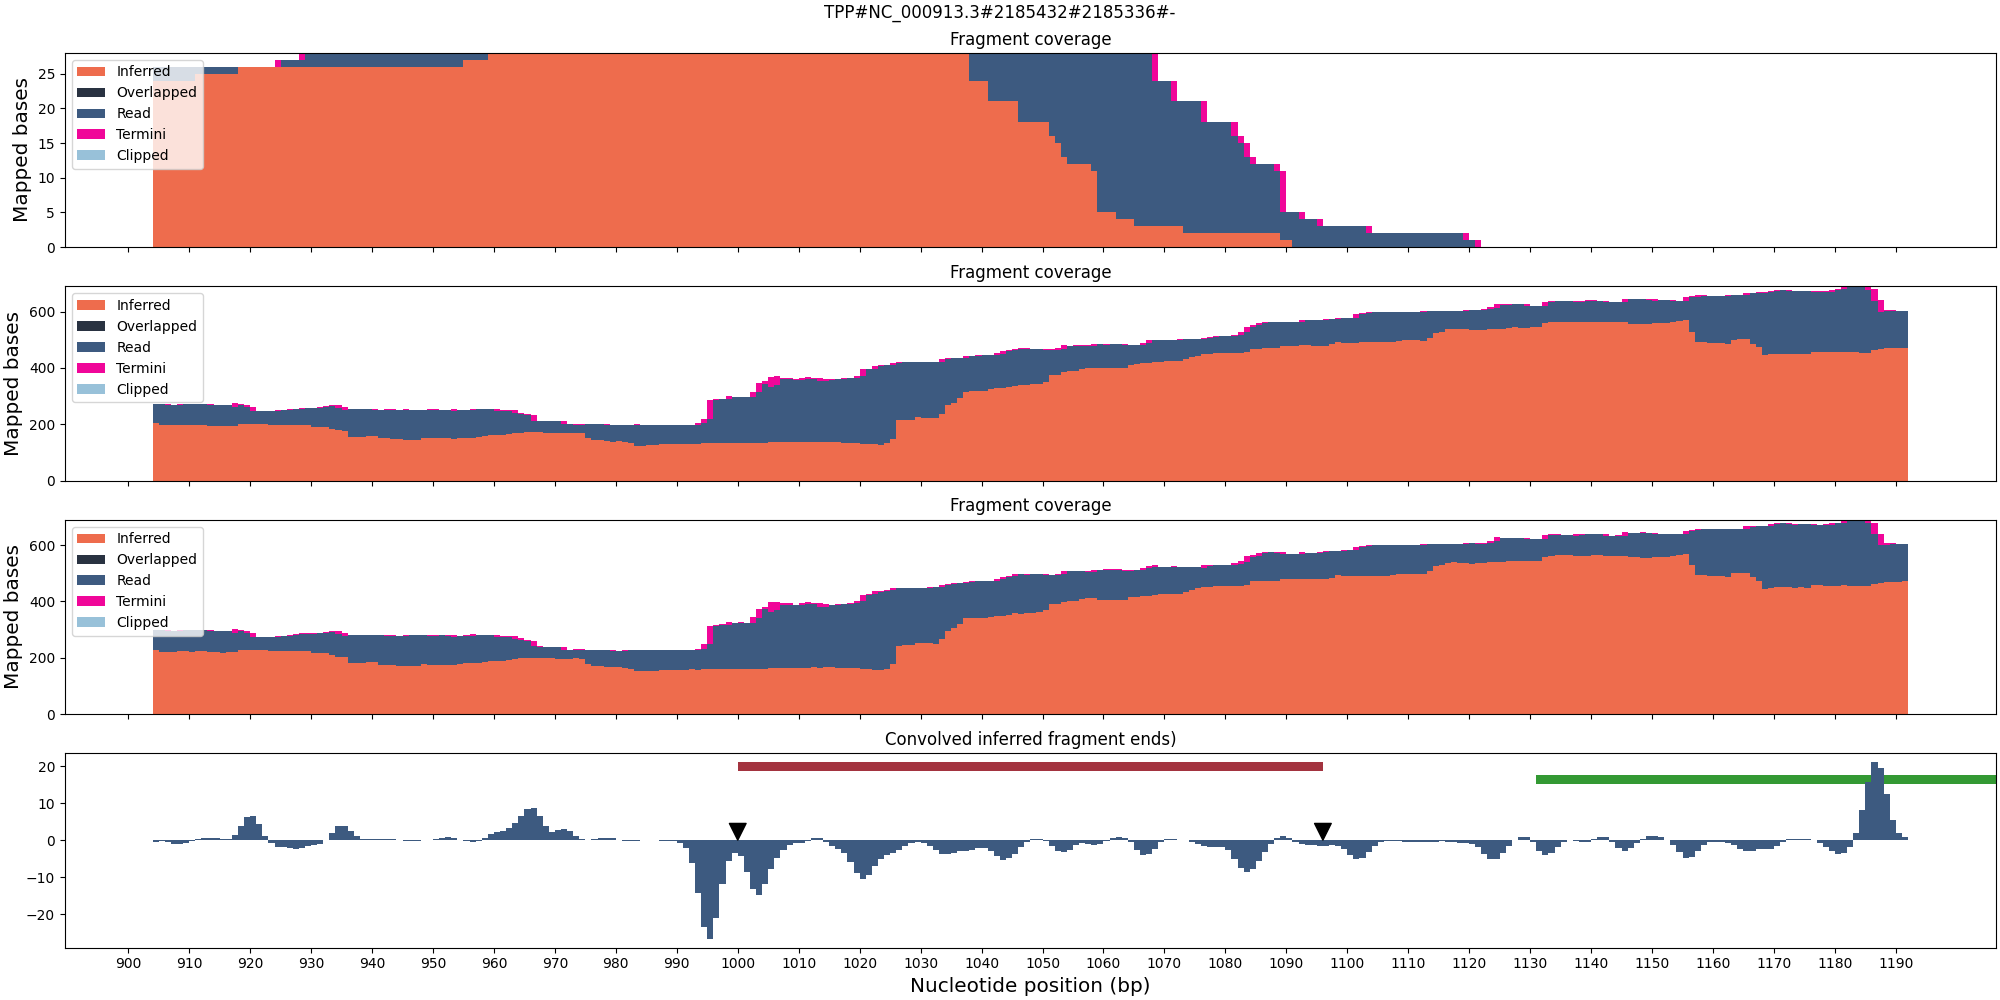 TPP#NC_000913.3#2185432#2185336#-
Fragment coverage
Mapped bases
25
20
15
10
5
0
Inferred
Overlapped
Read
Termini
Clipped
Fragment coverage
Mapped bases
600
400
200
0
Inferred
Overlapped
Read
Termini
Clipped
Fragment coverage
Mapped bases
600
400
200
0
Inferred
Overlapped
Read
Termini
Clipped
Convolved inferred fragment ends)
20
10
0
−10
−20
900 910 920 930 940 950 960 970 980 990 1000 1010 1020 1030 1040 1050 1060 1070 1080 1090 1100 1110 1120 1130 1140 1150 1160 1170 1180 1190
Nucleotide position (bp)